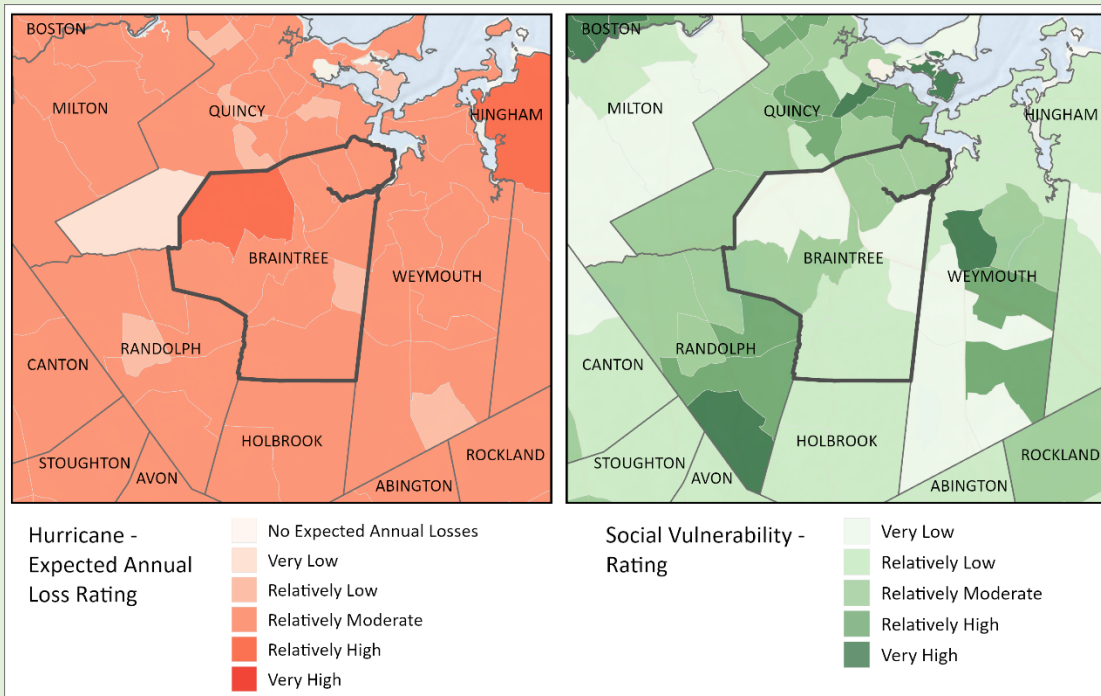 BOSTON
MILTON
QUINCY
HINGHAM
BRAINTREE
WEYMOUTH
RANDOLPH
CANTON
HOLBROOK
STOUGHTON
AVON
ROCKLAND
ABINGTON
Hurricane -
Expected Annual
Loss Rating
No Expected Annual Losses
Very Low
Relatively Low
Relatively Moderate
Relatively High
Very High
BOSTON
MILTON
QUINCY
HINGHAM
BRAINTREE
WEYMOUTH
RANDOLPH
CANTON
HOLBROOK
STOUGHTON
AVON
ROCKLAND
ABINGTON
Social Vulnerability -
Rating
Very Low
Relatively Low
Relatively Moderate
Relatively High
Very High